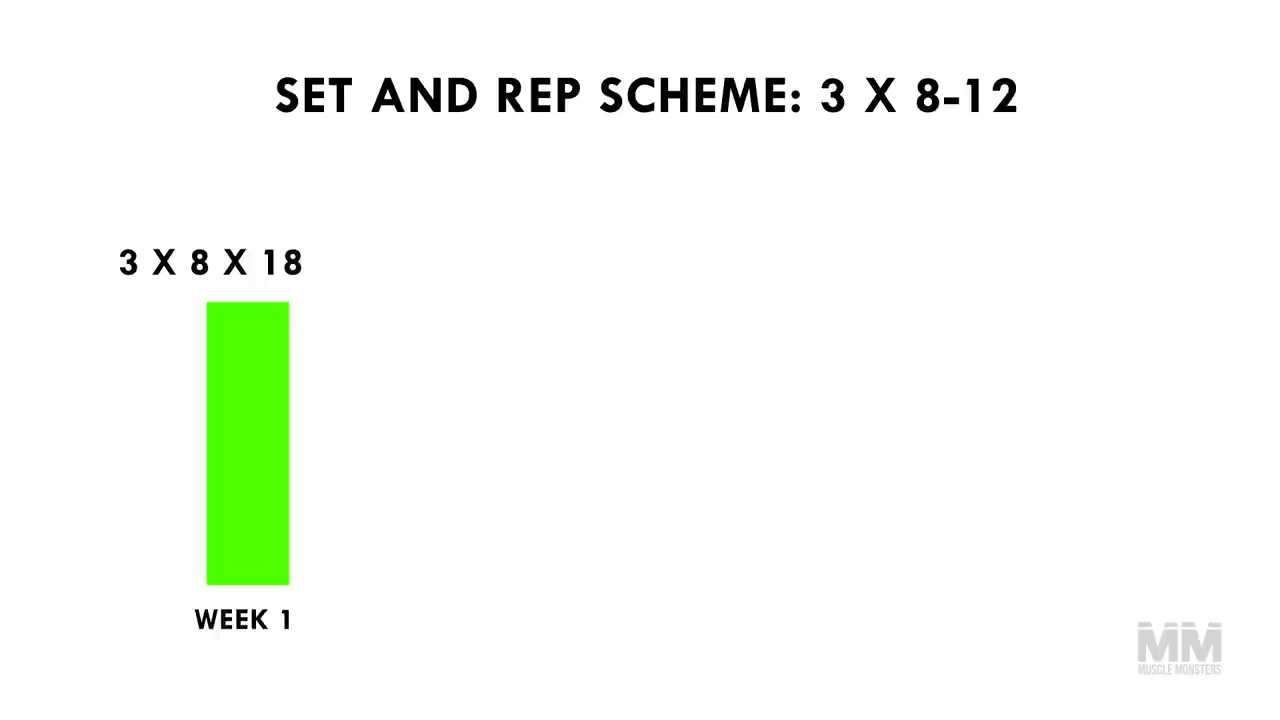 SET AND REP SCHEME: 3 X 8-12
3 X 8 X 18
WEEK 1
MM
MUSCLE MONSTERS